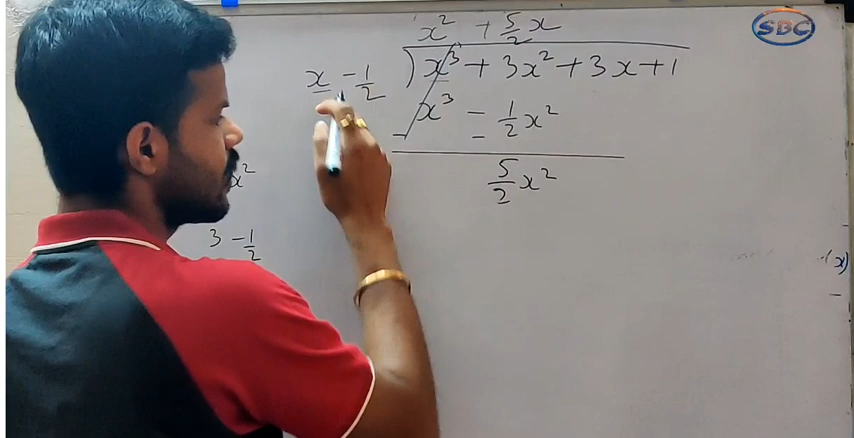 SBC
x² + 5/2 x
x - 1/2 ) x³ + 3x² + 3x + 1
x³ - 1/2 x²
- -
5/2 x²
x²
3 - 1/2
x)
-